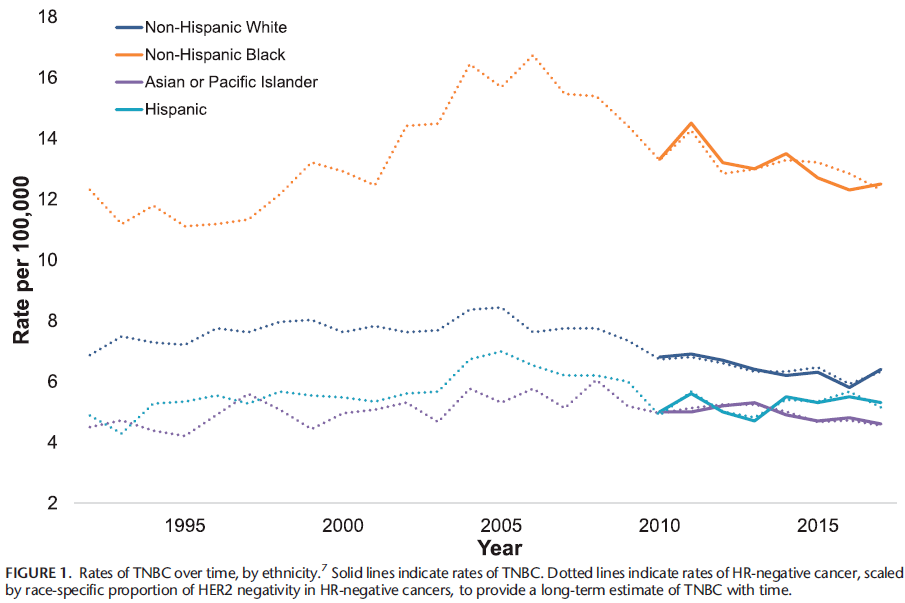 18
16
14
12
10
8
6
4
2
Rate per 100,000
Non-Hispanic White
Non-Hispanic Black
Asian or Pacific Islander
Hispanic
1995 2000 2005 2010 2015
Year
FIGURE 1. Rates of TNBC over time, by ethnicity.7 Solid lines indicate rates of TNBC. Dotted lines indicate rates of HR-negative cancer, scaled
by race-specific proportion of HER2 negativity in HR-negative cancers, to provide a long-term estimate of TNBC with time.